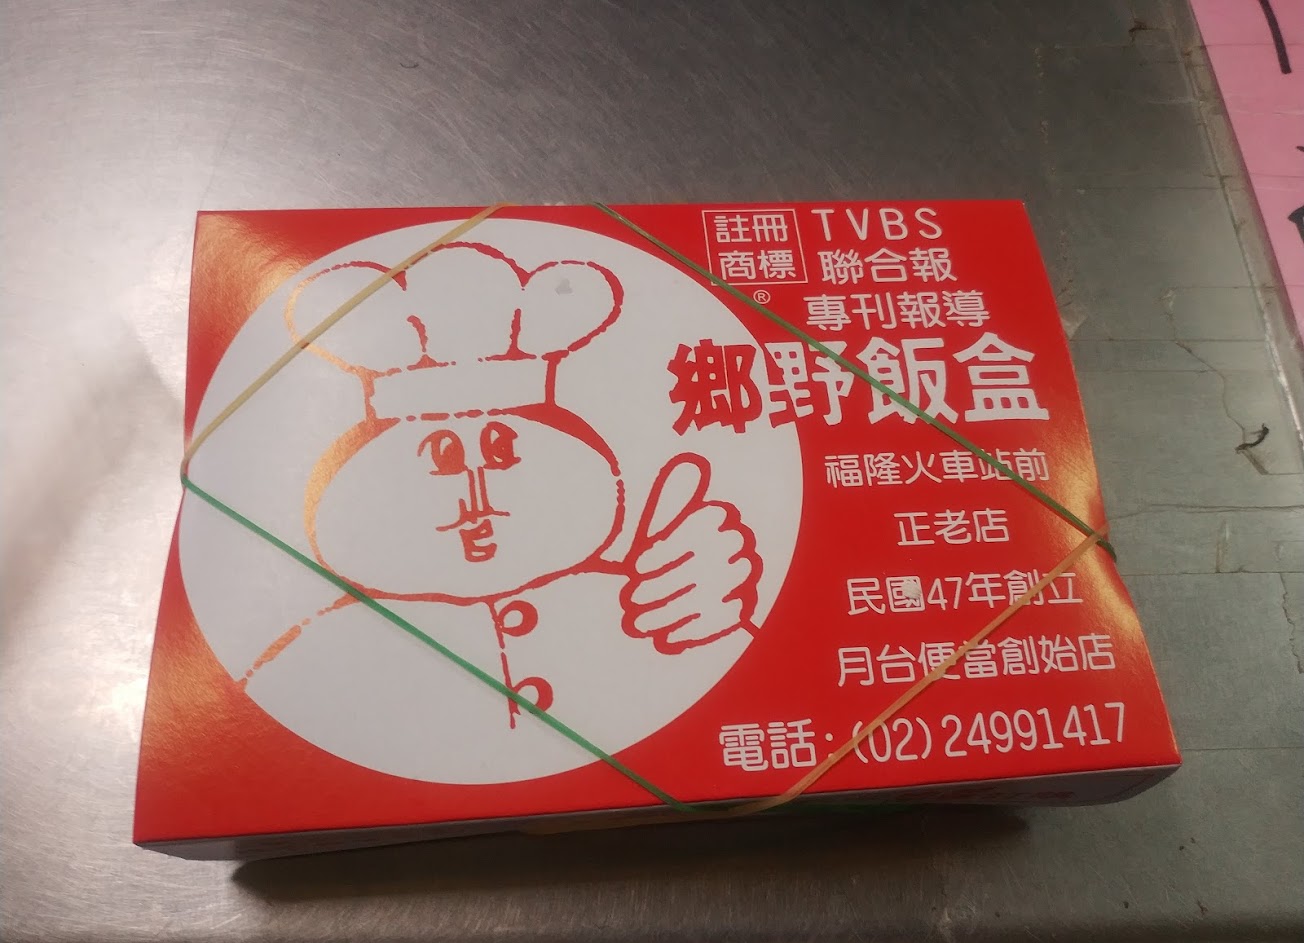 註冊
商標
®
TVBS
聯合報
專刊報導
鄉野飯盒
福隆火車站前
正老店
民國47年創立
月台便當創始店
電話:(02)24991417